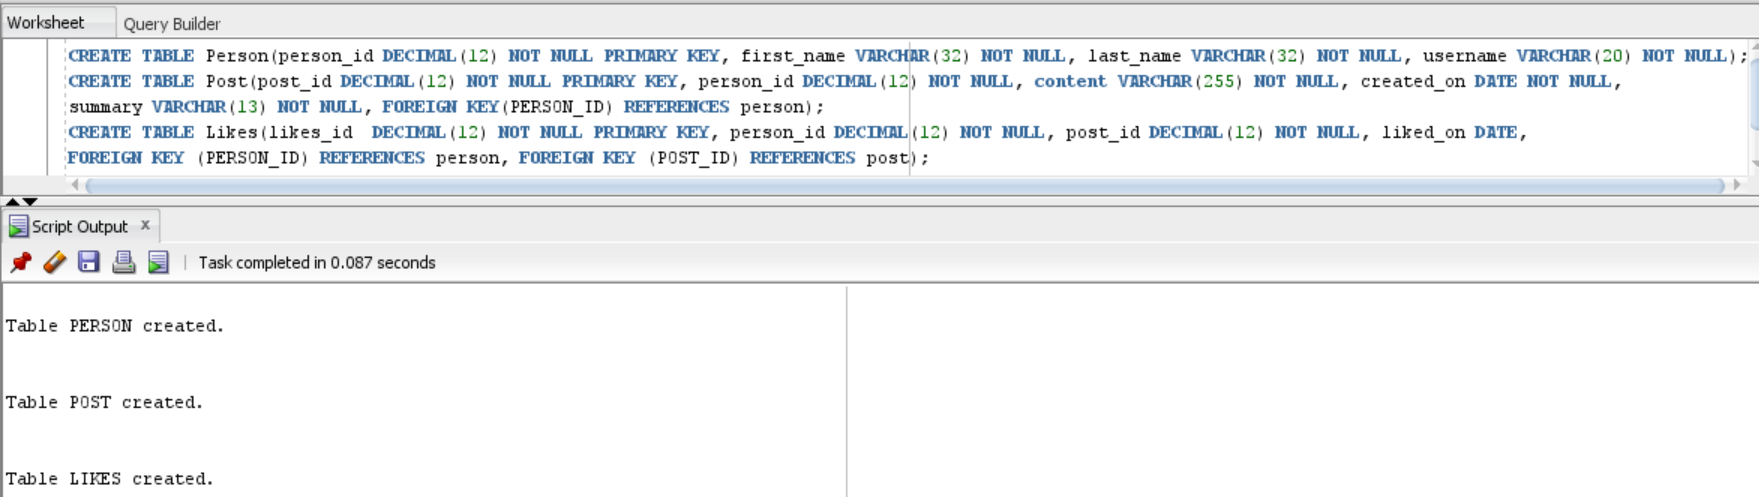 Worksheet Query Builder
CREATE TABLE Person(person_id DECIMAL(12) NOT NULL PRIMARY KEY, first_name VARCHAR(32) NOT NULL, last_name VARCHAR(32) NOT NULL, username VARCHAR(20) NOT NULL);
CREATE TABLE Post(post_id DECIMAL(12) NOT NULL PRIMARY KEY, person_id DECIMAL(12) NOT NULL, content VARCHAR(255) NOT NULL, created_on DATE NOT NULL,
summary VARCHAR(13) NOT NULL, FOREIGN KEY(PERSON_ID) REFERENCES person);
CREATE TABLE Likes(likes_id  DECIMAL(12) NOT NULL PRIMARY KEY, person_id DECIMAL(12) NOT NULL, post_id DECIMAL(12) NOT NULL, liked_on DATE,
FOREIGN KEY (PERSON_ID) REFERENCES person, FOREIGN KEY (POST_ID) REFERENCES post);
Script Output x
Task completed in 0.087 seconds
Table PERSON created.
Table POST created.
Table LIKES created.